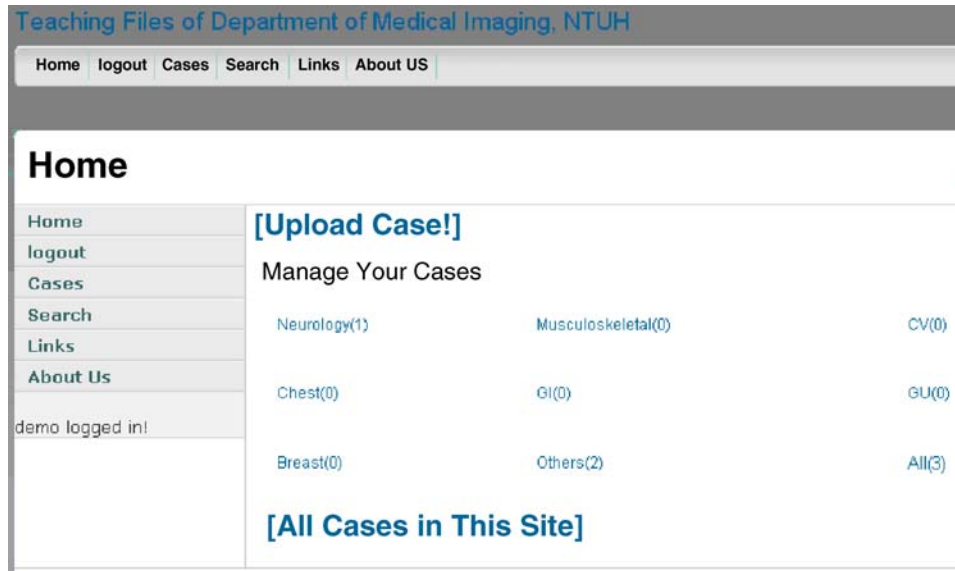 Teaching Files of Department of Medical Imaging, NTUH
Home logout Cases Search Links About US
Home
Home
logout
Cases
Search
Links
About Us
demo logged in!
[Upload Case!]
Manage Your Cases
Neurology(1) Musculoskeletal(0) CV(0)
Chest(0) GI(0) GU(0)
Breast(0) Others(2) All(3)
[All Cases in This Site]